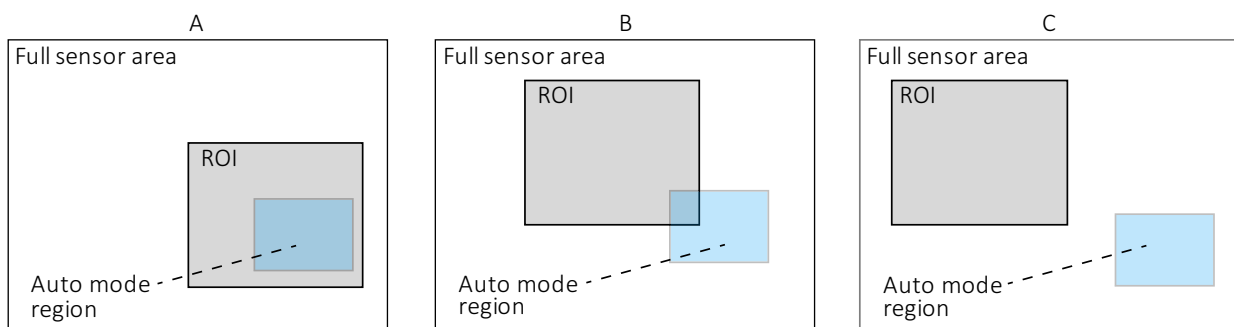 A
Full sensor area
ROI
Auto mode
region
B
Full sensor area
ROI
Auto mode
region
C
Full sensor area
ROI
Auto mode
region